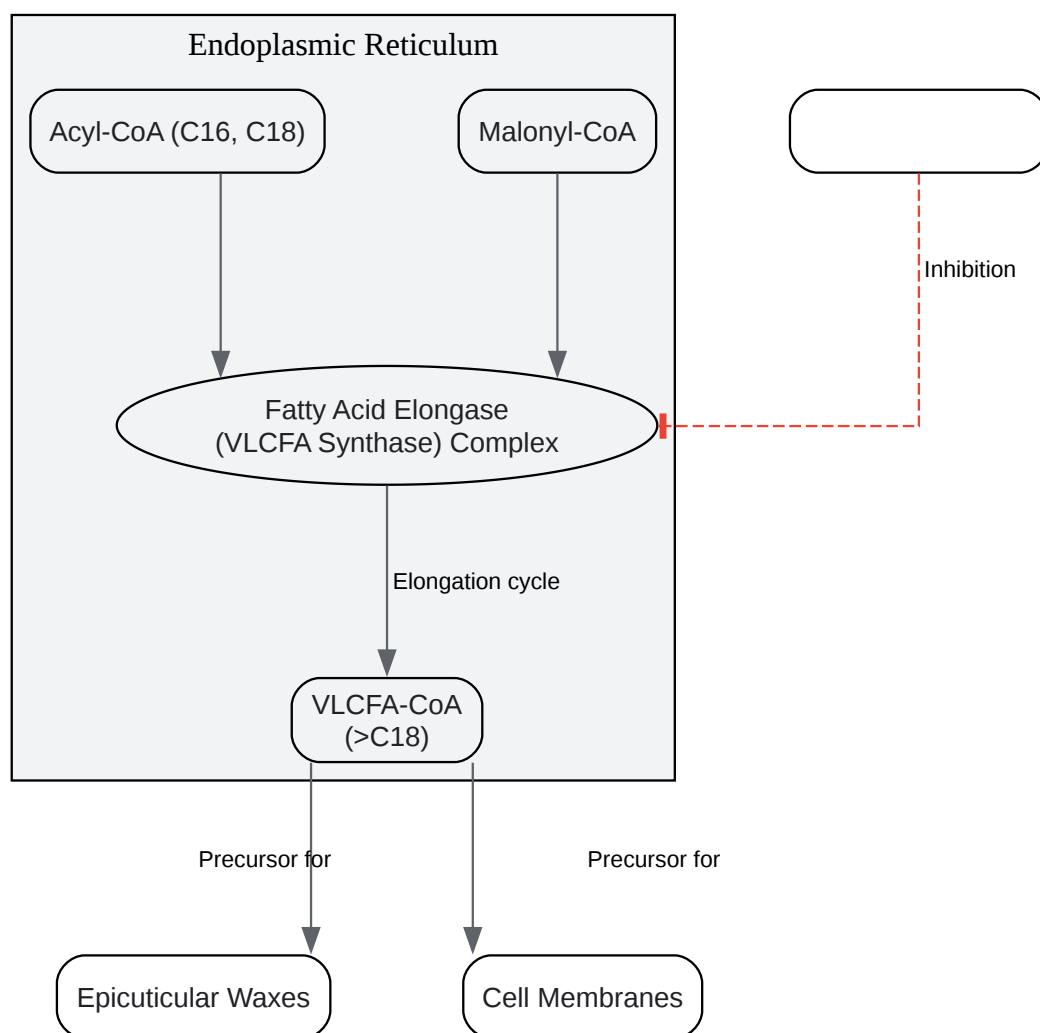 Endoplasmic Reticulum
Acyl-CoA (C16, C18)
Malonyl-CoA
Inhibition
Fatty Acid Elongase
(VLCFA Synthase) Complex
Elongation cycle
VLCFA-CoA
(>C18)
Precursor for
Precursor for
Epicuticular Waxes
Cell Membranes